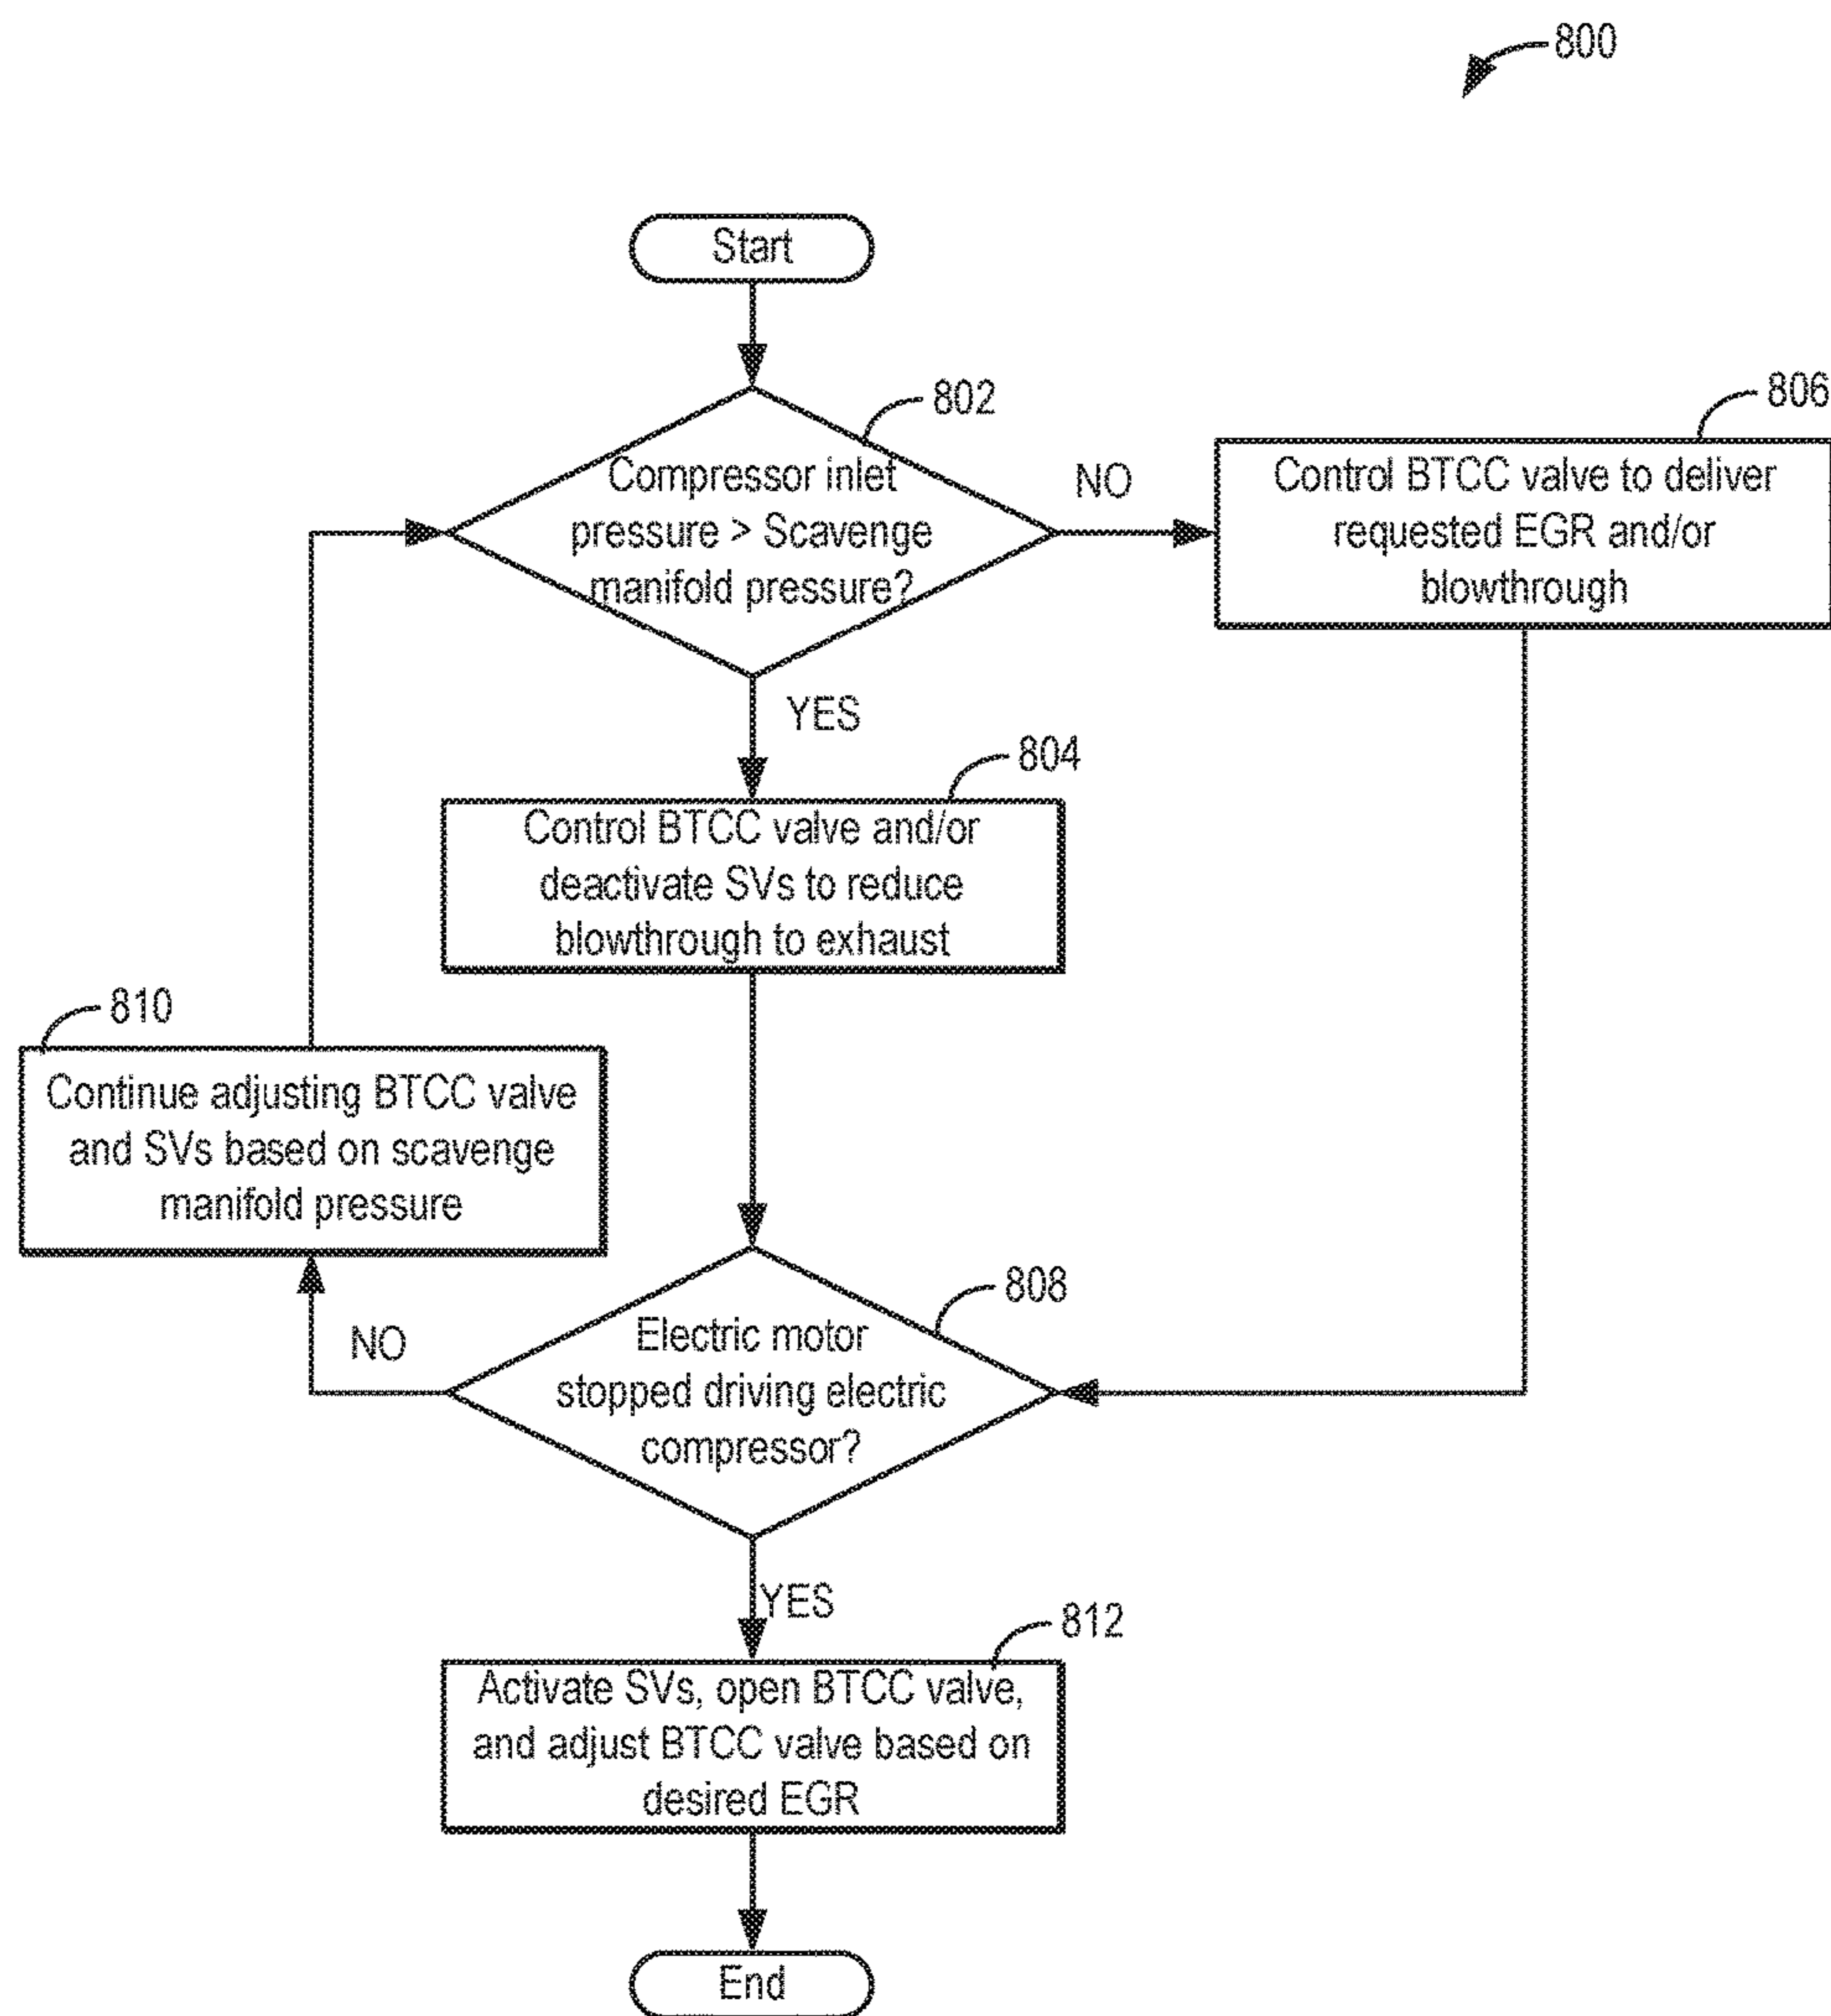 800
Start
802
Compressor inlet
pressure > Scavenge
manifold pressure?
NO
806
Control BTCC valve to deliver
requested EGR and/or
blowthrough
YES
804
Control BTCC valve and/or
deactivate SVs to reduce
blowthrough to exhaust
810
Continue adjusting BTCC valve
and SVs based on scavenge
manifold pressure
808
Electric motor
stopped driving electric
compressor?
NO
YES
812
Activate SVs, open BTCC valve,
and adjust BTCC valve based on
desired EGR
End